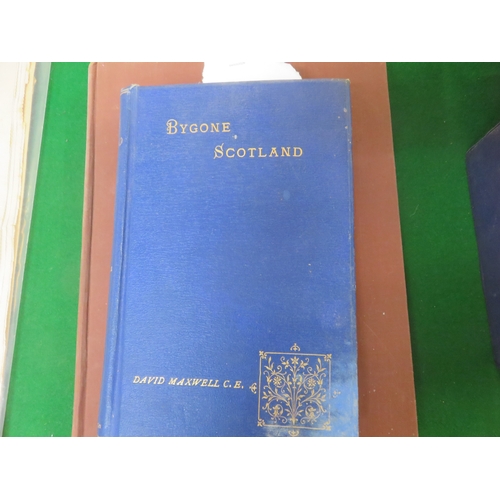 BYGONE
SCOTLAND
DAVID MAXWELL C. E.